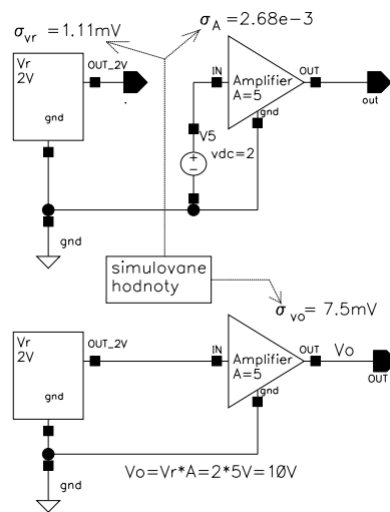 σvr = 1.11mV
σA =2.68e-3
Vr
2V
OUT_2V
gnd
IN
Amplifier
A=5
OUT
gnd
out
V5
vdc=2
gnd
simulovane
hodnoty
σvo = 7.5mV
Vr
2V
OUT_2V
gnd
IN
Amplifier
A=5
OUT
gnd
Vo
OUT
Vo=Vr*A=2*5V=10V
gnd